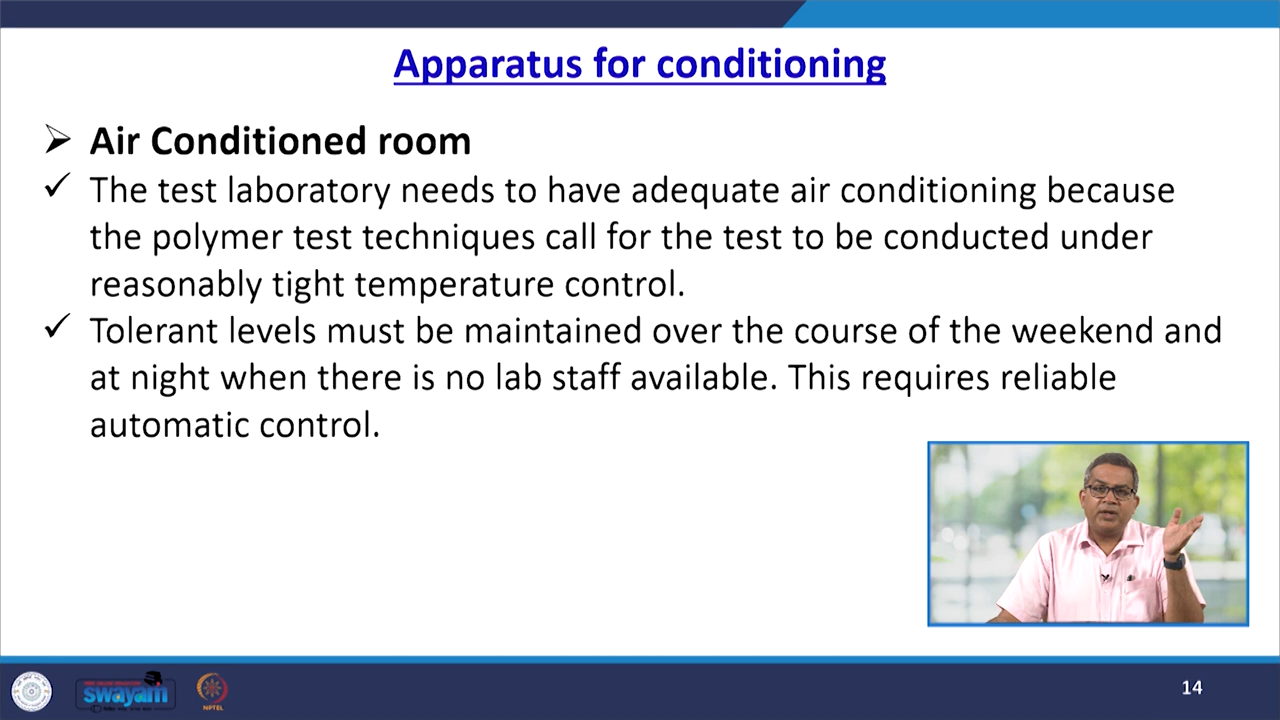 Apparatus for conditioning
Air Conditioned room
The test laboratory needs to have adequate air conditioning because
the polymer test techniques call for the test to be conducted under
reasonably tight temperature control.
Tolerant levels must be maintained over the course of the weekend and
at night when there is no lab staff available. This requires reliable
automatic control.
swayam
NPTEL
14